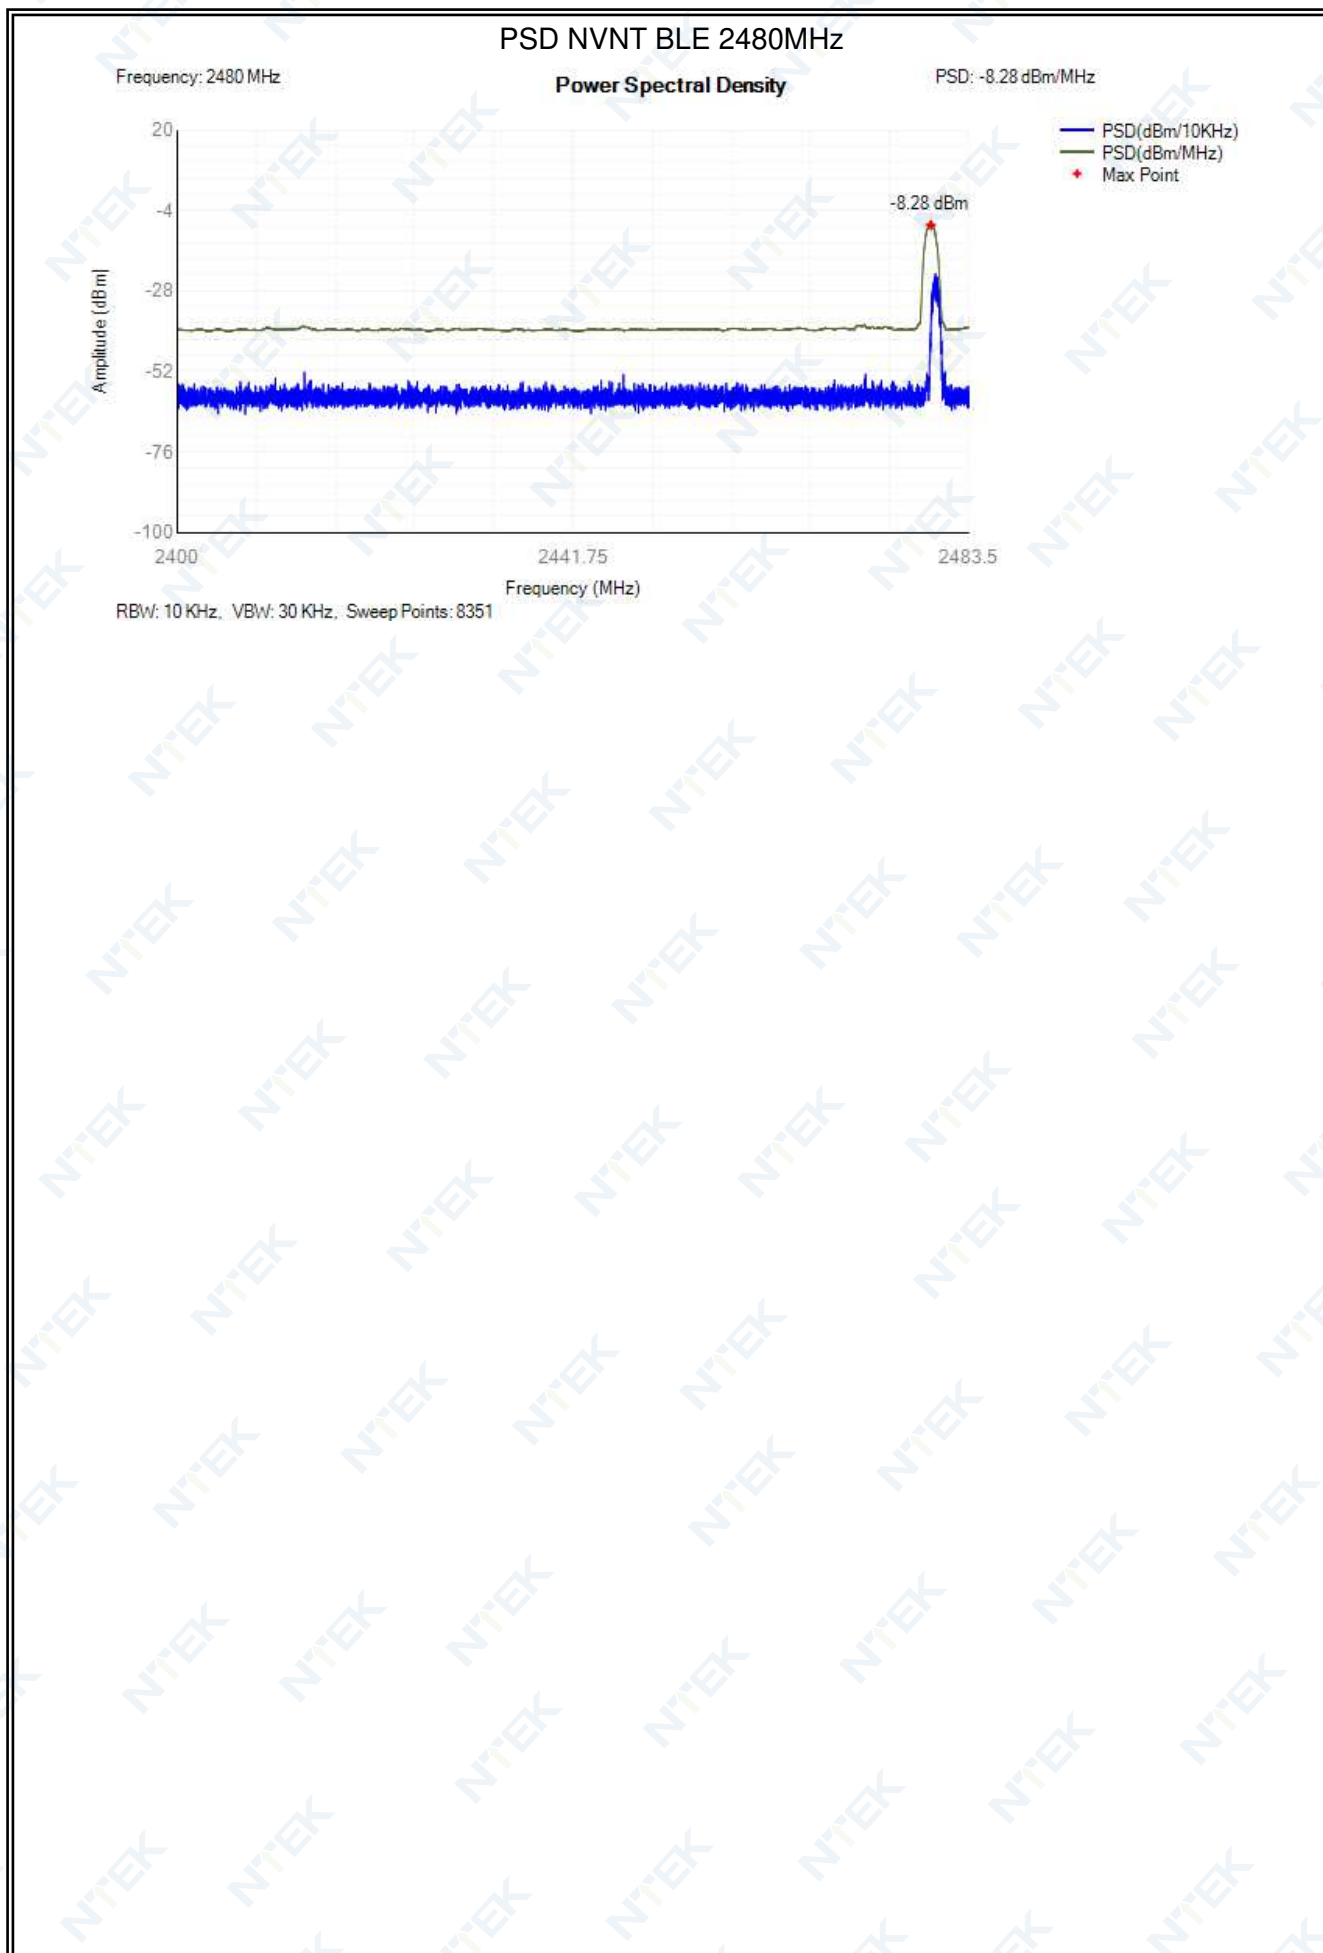 PSD NVNT BLE 2480MHz
Frequency: 2480 MHz
Power Spectral Density
PSD: -8.28 dBm/MHz
PSD(dBm/10KHz)
PSD(dBm/MHz)
Max Point
-8.28 dBm
Amplitude (dBm)
20
-4
-28
-52
-76
-100
2400
2441.75
2483.5
Frequency (MHz)
RBW: 10 KHz, VBW: 30 KHz, Sweep Points: 8351
NTEK